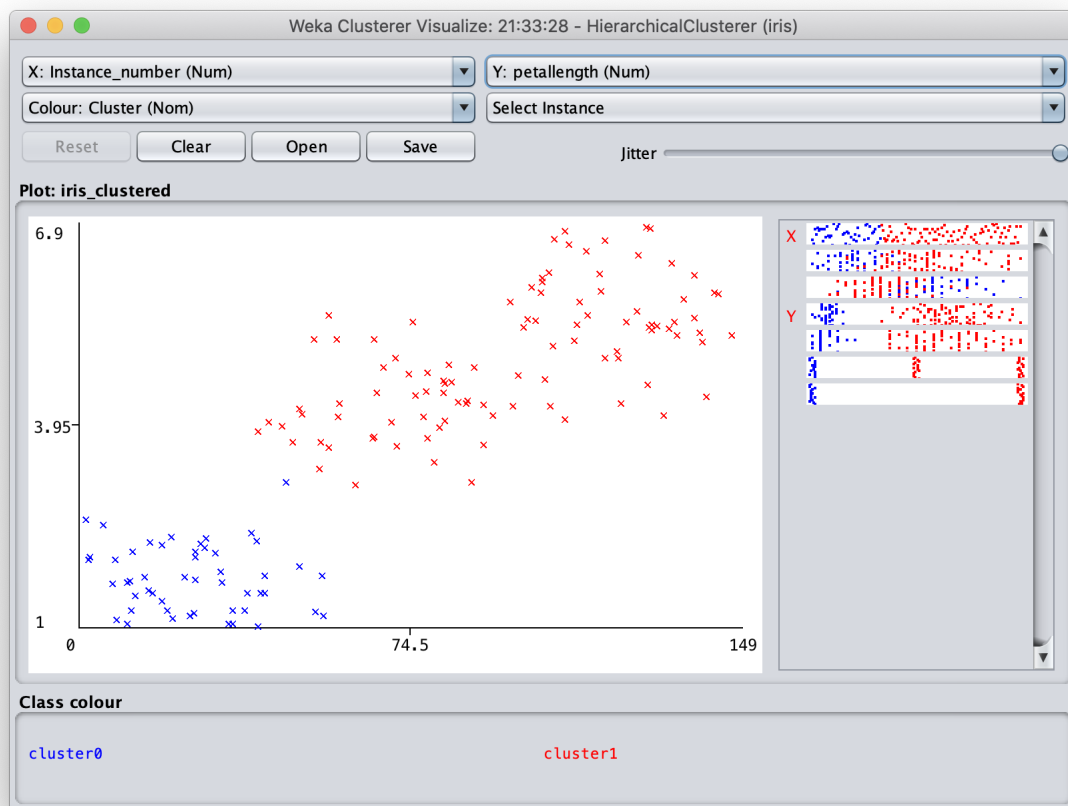 Weka Clusterer Visualize: 21:33:28 - HierarchicalClusterer (iris)
X: Instance_number (Num)
Y: petallength (Num)
Colour: Cluster (Nom)
Select Instance
Reset
Clear
Open
Save
Jitter
Plot: iris_clustered
6.9
3.95
1
0
74.5
149
X
Y
Class colour
cluster0
cluster1